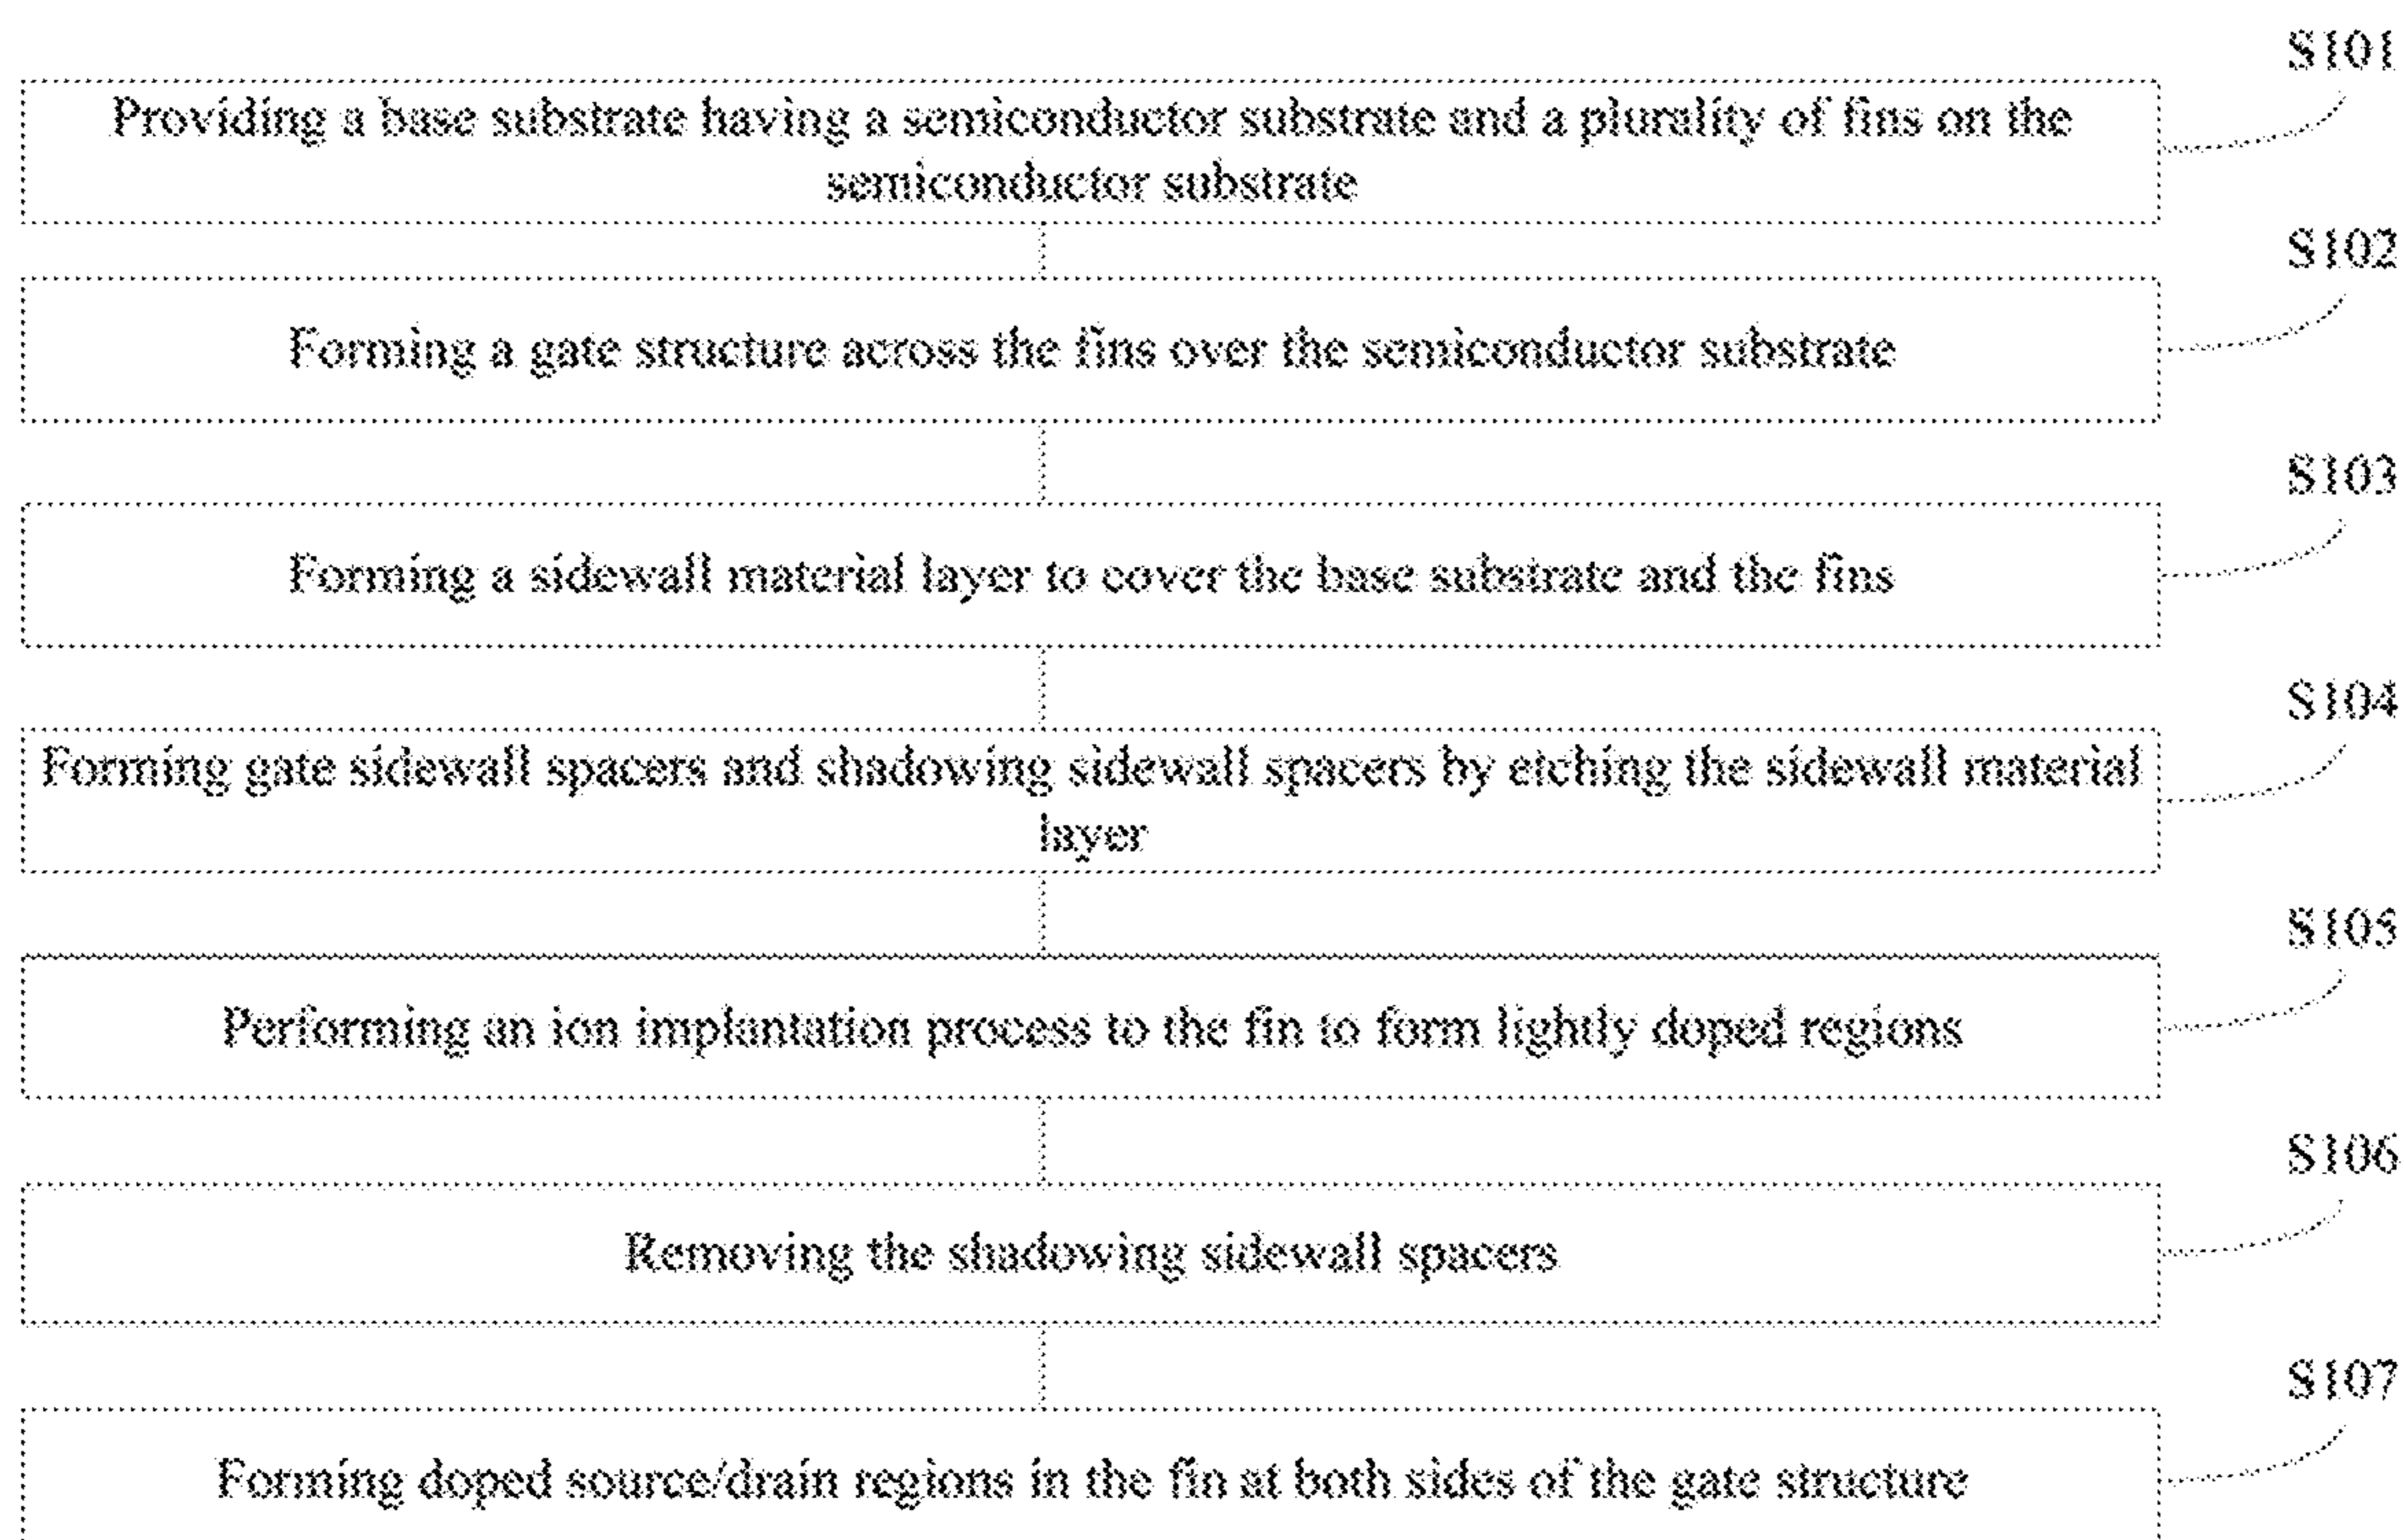 S101
Providing a base substrate having a semiconductor substrate and a plurality of fins on the
semiconductor substrate
S102
Forming a gate structure across the fins over the semiconductor substrate
S103
Forming a sidewall material layer to cover the base substrate and the fins
S104
Forming gate sidewall spacers and shadowing sidewall spacers by etching the sidewall material
layer
S105
Performing an ion implantation process to the fin to form lightly doped regions
S106
Removing the shadowing sidewall spacers
S107
Forming doped source/drain regions in the fin at both sides of the gate structure